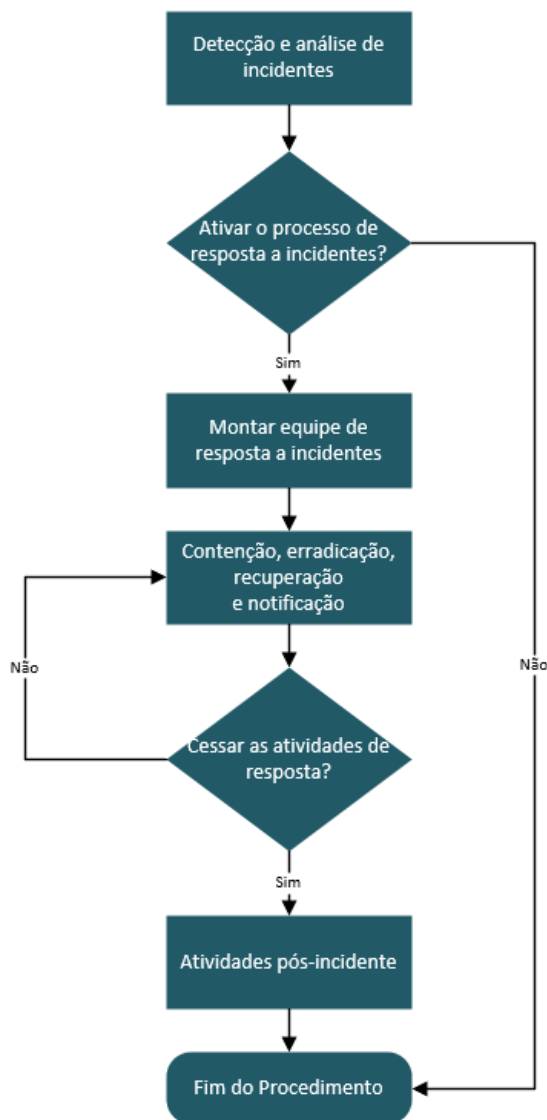 Detecção e análise de
incidentes
Ativar o processo de
resposta a incidentes?
Sim
Montar equipe de
resposta a incidentes
Contenção, erradicação,
recuperação
e notificação
Não
Não
Cessar as atividades de
resposta?
Sim
Atividades pós-incidente
Fim do Procedimento